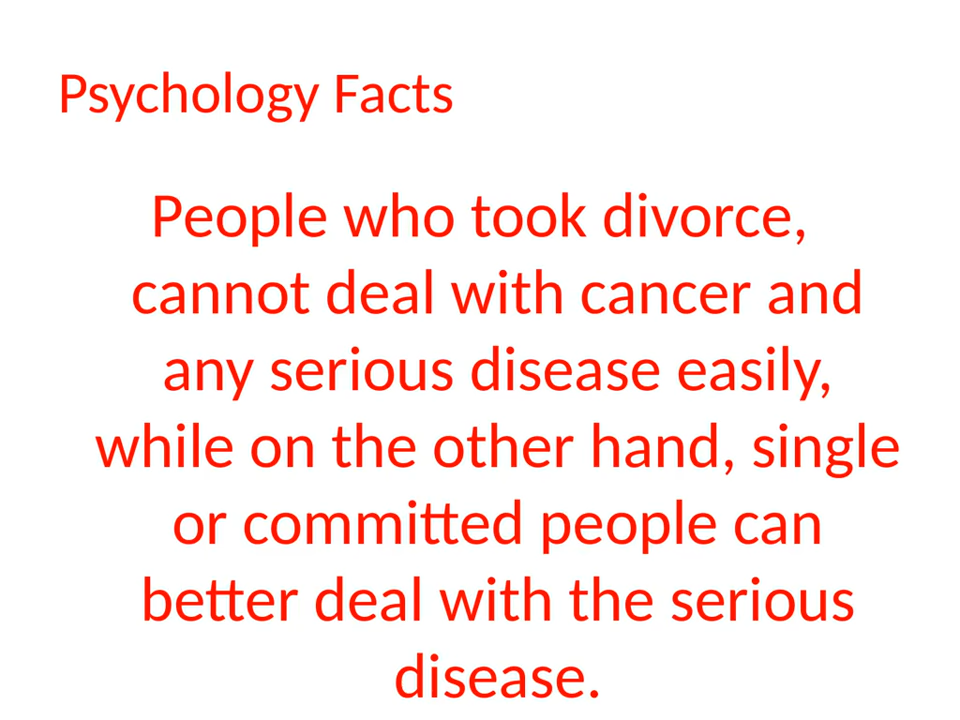 Psychology Facts
People who took divorce,
cannot deal with cancer and
any serious disease easily,
while on the other hand, single
or committed people can
better deal with the serious
disease.